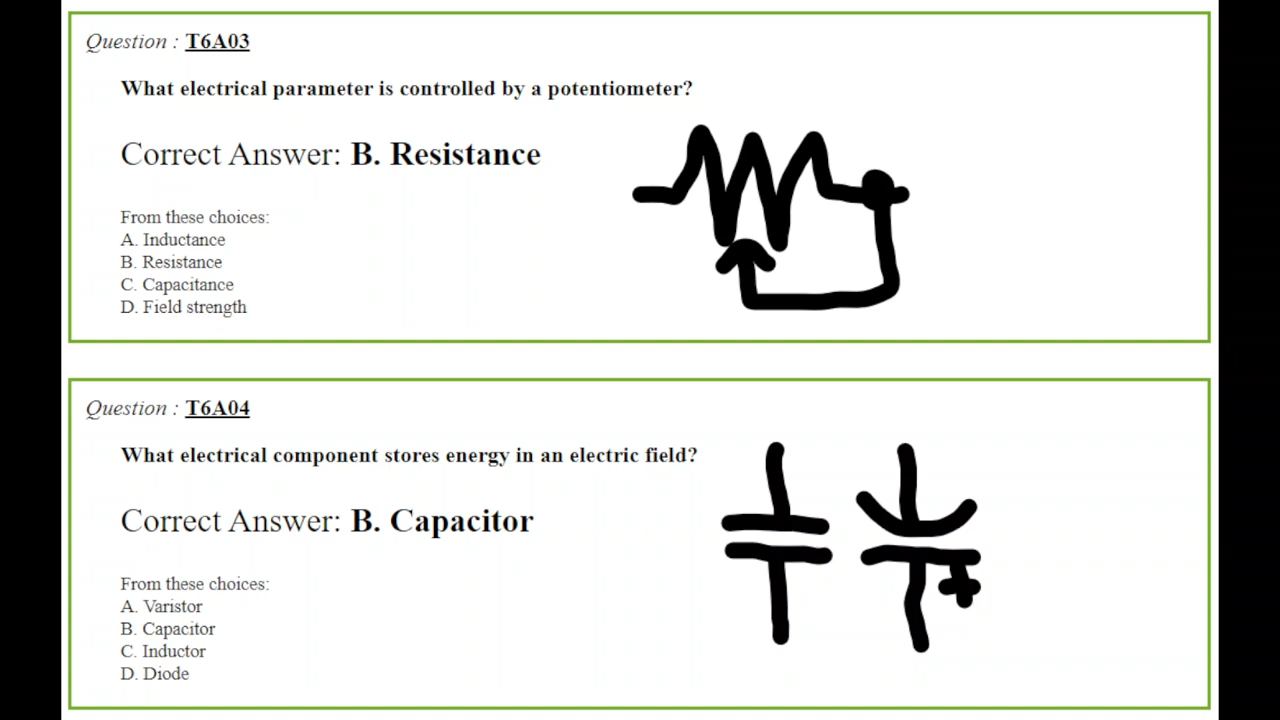 Question : T6A03
What electrical parameter is controlled by a potentiometer?
Correct Answer: B. Resistance
From these choices:
A. Inductance
B. Resistance
C. Capacitance
D. Field strength
Question : T6A04
What electrical component stores energy in an electric field?
Correct Answer: B. Capacitor
From these choices:
A. Varistor
B. Capacitor
C. Inductor
D. Diode
+